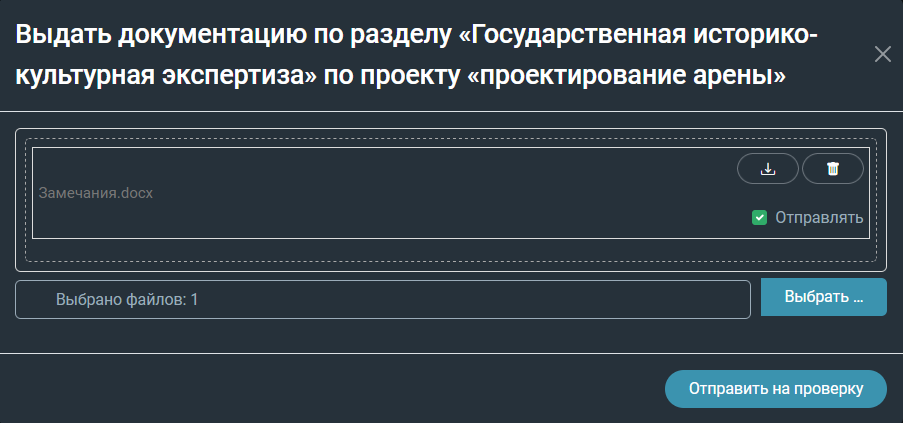 Выдать документацию по разделу «Государственная историко-
культурная экспертиза» по проекту «проектирование арены»
Замечания.docx
Отправлять
Выбрано файлов: 1
Выбрать ...
Отправить на проверку